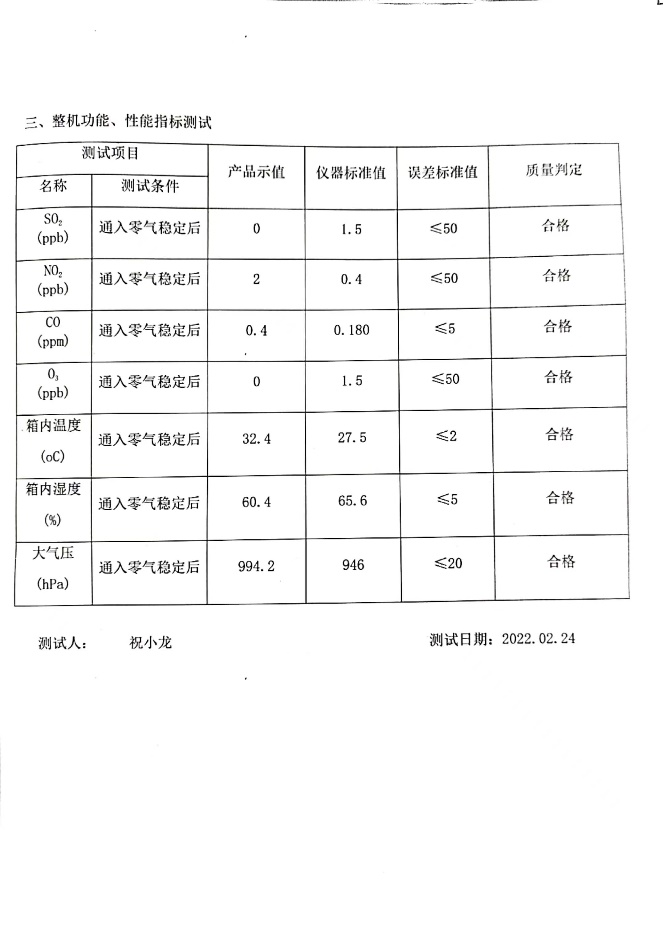 三、整机功能、性能指标测试
测试项目 产品示值 仪器标准值 误差标准值 质量判定
名称 测试条件
SO₂ (ppb) 通入零气稳定后 0 1.5 ≤50 合格
NO₂ (ppb) 通入零气稳定后 2 0.4 ≤50 合格
CO (ppm) 通入零气稳定后 0.4 0.180 ≤5 合格
O₃ (ppb) 通入零气稳定后 0 1.5 ≤50 合格
箱内温度 (oC) 通入零气稳定后 32.4 27.5 ≤2 合格
箱内湿度 (%) 通入零气稳定后 60.4 65.6 ≤5 合格
大气压 (hPa) 通入零气稳定后 994.2 946 ≤20 合格
测试人： 祝小龙 测试日期：2022.02.24